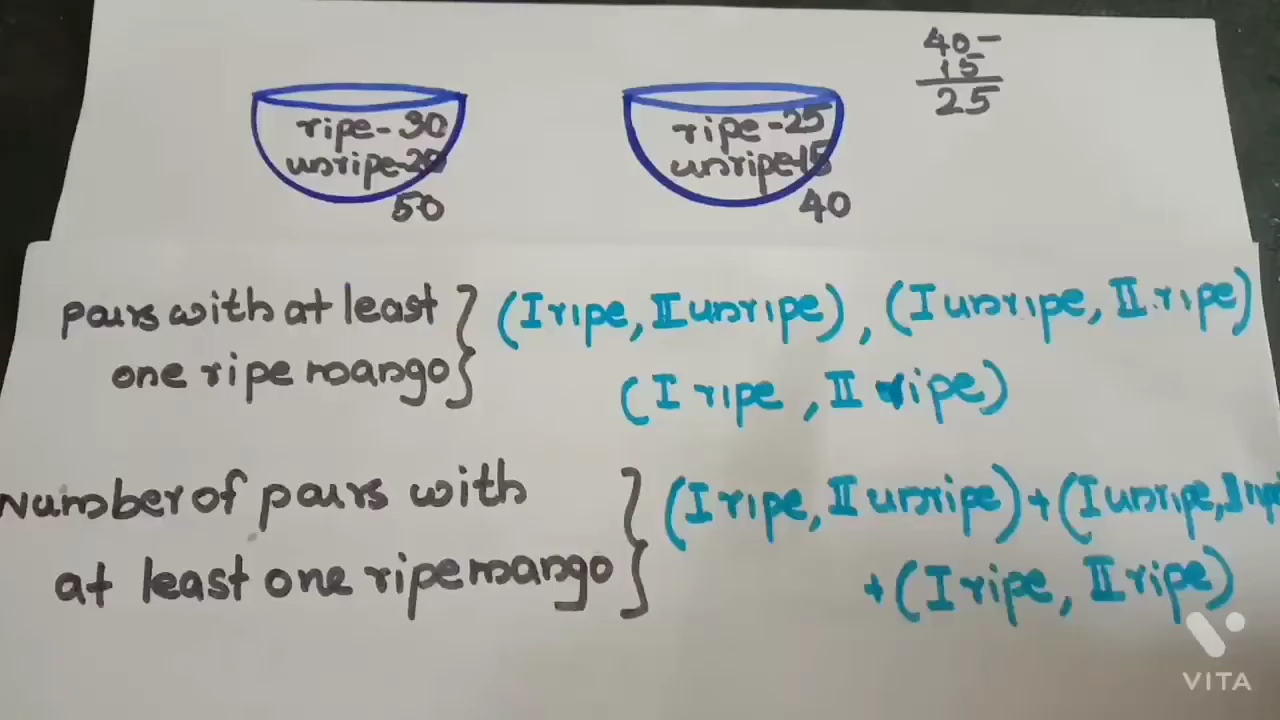 40-
15
25
ripe-30
unripe-20
50
ripe-25
unripe-15
40
pairs with at least
one ripe mango
(I ripe, II unripe), (I unripe, II ripe)
(I ripe, II ripe)
Number of pairs with
at least one ripe mango
(I ripe, II unripe) + (I unripe, II ripe
+ (I ripe, II ripe)
VITA